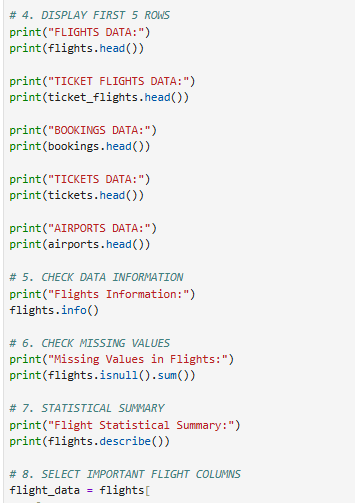 # 4. DISPLAY FIRST 5 ROWS
print("FLIGHTS DATA:")
print(flights.head())
print("TICKET FLIGHTS DATA:")
print(ticket_flights.head())
print("BOOKINGS DATA:")
print(bookings.head())
print("TICKETS DATA:")
print(tickets.head())
print("AIRPORTS DATA:")
print(airports.head())
# 5. CHECK DATA INFORMATION
print("Flights Information:")
flights.info()
# 6. CHECK MISSING VALUES
print("Missing Values in Flights:")
print(flights.isnull().sum())
# 7. STATISTICAL SUMMARY
print("Flight Statistical Summary:")
print(flights.describe())
# 8. SELECT IMPORTANT FLIGHT COLUMNS
flight_data = flights[